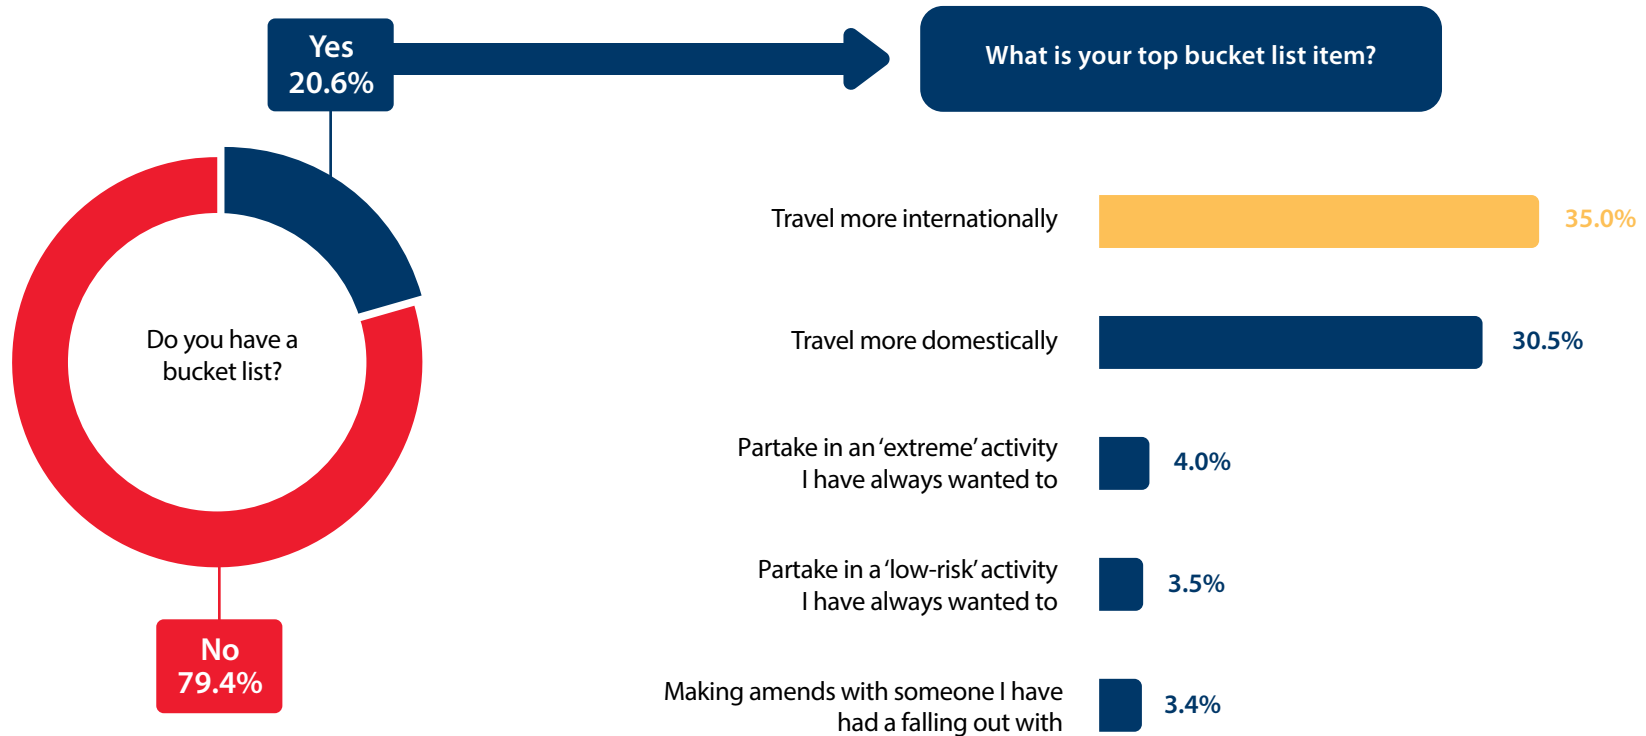 Yes
20.6%
What is your top bucket list item?
Do you have a
bucket list?
No
79.4%
Travel more internationally
35.0%
Travel more domestically
30.5%
Partake in an ‘extreme’ activity
I have always wanted to
4.0%
Partake in a ‘low-risk’ activity
I have always wanted to
3.5%
Making amends with someone I have
had a falling out with
3.4%